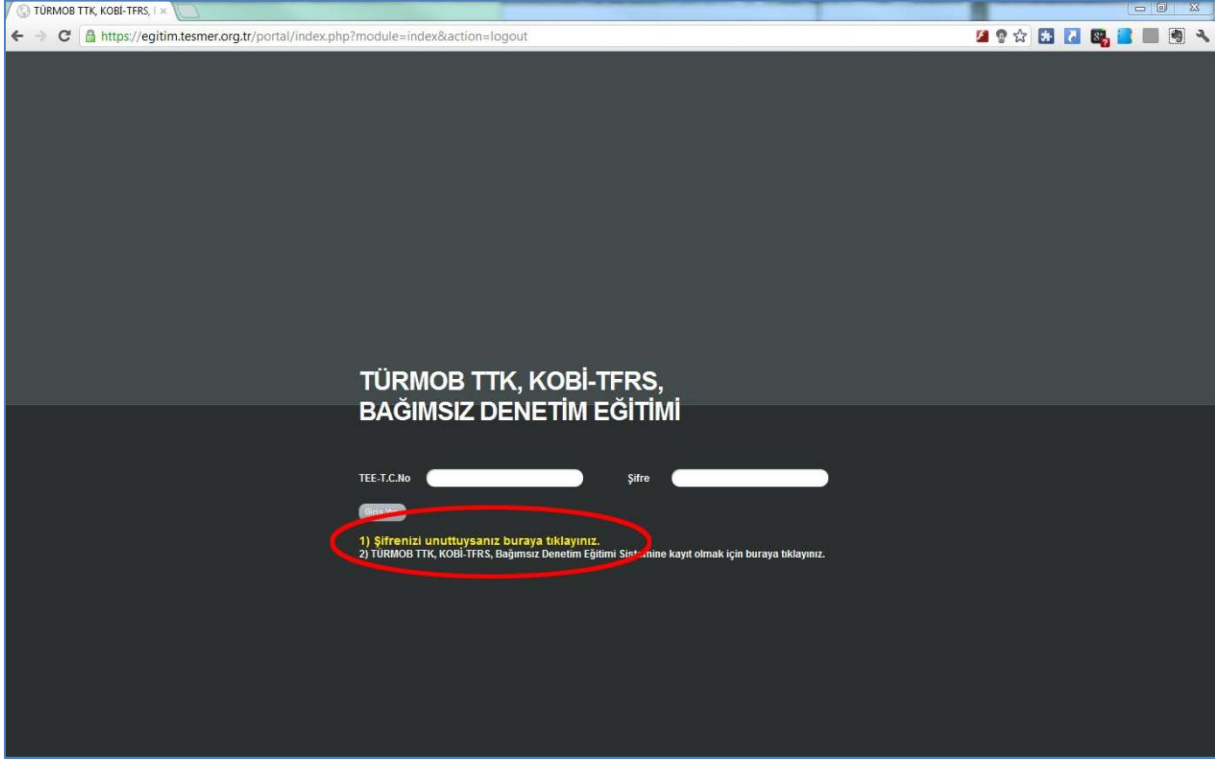 TÜRMOB TTK, KOBİ-TFRS, I
https://egitim.tesmer.org.tr/portal/index.php?module=index&action=logout
TÜRMOB TTK, KOBİ-TFRS,
BAĞIMSIZ DENETİM EĞİTİMİ
TEE-T.C.No
Şifre
Giriş
1) Şifrenizi unuttuysanız buraya tıklayınız.
2) TÜRMOB TTK, KOBİ-TFRS, Bağımsız Denetim Eğitimi Sistemine kayıt olmak için buraya tıklayınız.